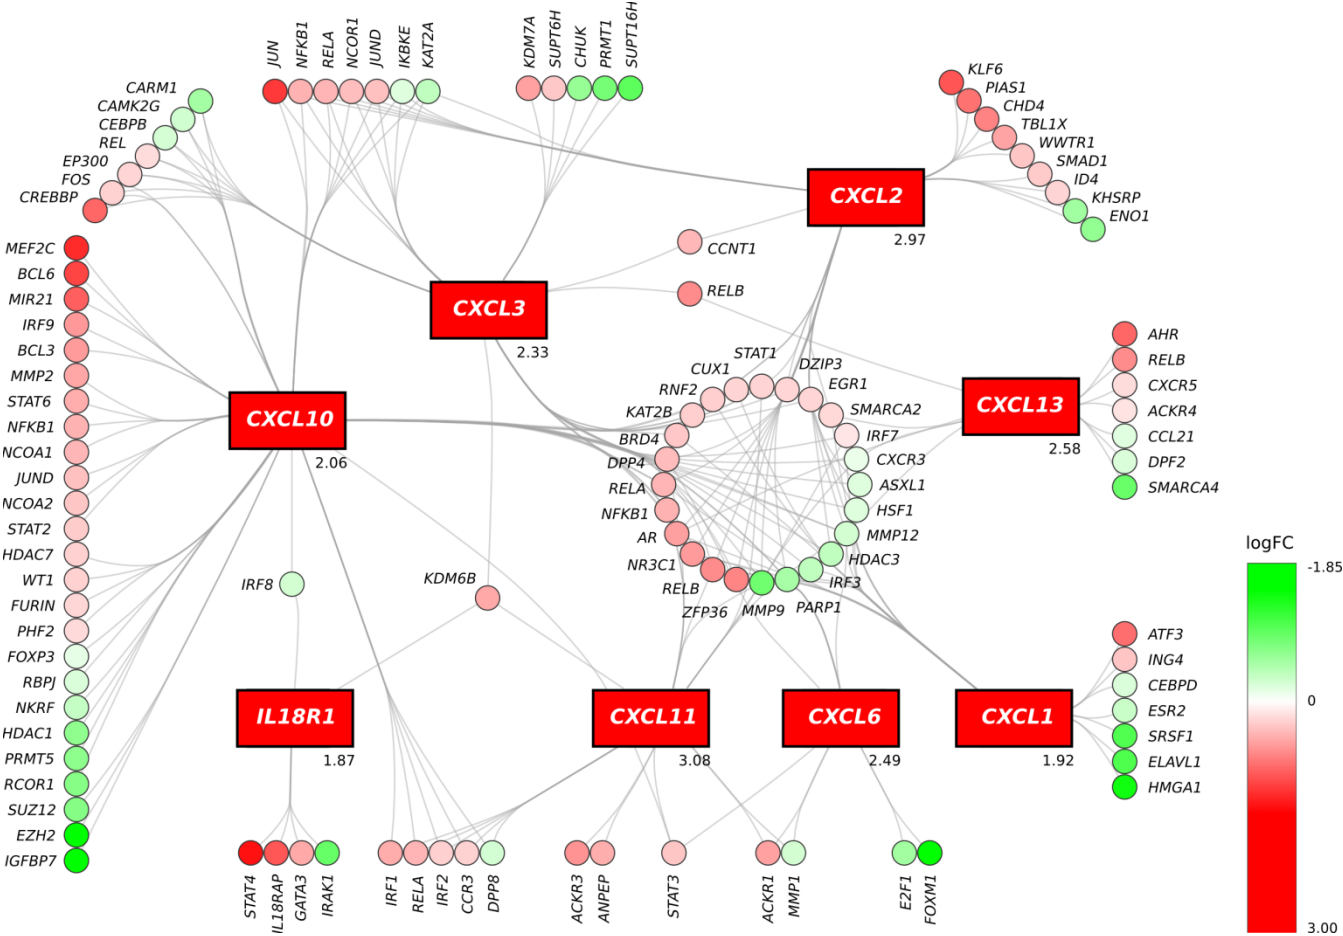 JUN
NFKB1
RELA
NCOR1
JUND
IKBKE
KAT2A
KDM7A
SUPT6H
CHUK
PRMT1
SUPT16H
KLF6
PIAS1
CHD4
TBL1X
WWTR1
SMAD1
ID4
KHSRP
ENO1
CARM1
CAMK2G
CEBPB
REL
EP300
FOS
CREBBP
CXCL2
2.97
CCNT1
RELB
CXCL3
2.33
MEF2C
BCL6
MIR21
IRF9
BCL3
MMP2
STAT6
NFKB1
NCOA1
JUND
NCOA2
STAT2
HDAC7
WT1
FURIN
PHF2
FOXP3
RBPJ
NKRF
HDAC1
PRMT5
RCOR1
SUZ12
EZH2
IGFBP7
CXCL10
2.06
STAT1
CUX1
RNF2
KAT2B
BRD4
DPP4
RELA
NFKB1
AR
NR3C1
RELB
ZFP36
MMP9
PARP1
IRF3
HDAC3
MMP12
HSF1
ASXL1
CXCR3
IRF7
SMARCA2
EGR1
DZIP3
CXCL13
2.58
AHR
RELB
CXCR5
ACKR4
CCL21
DPF2
SMARCA4
IRF8
KDM6B
IL18R1
1.87
CXCL11
3.08
CXCL6
2.49
CXCL1
1.92
ATF3
ING4
CEBPD
ESR2
SRSF1
ELAVL1
HMGA1
STAT4
IL18RAP
GATA3
IRAK1
IRF1
RELA
IRF2
CCR3
DPP8
ACKR3
ANPEP
STAT3
ACKR1
MMP1
E2F1
FOXM1
logFC
-1.85
0
3.00